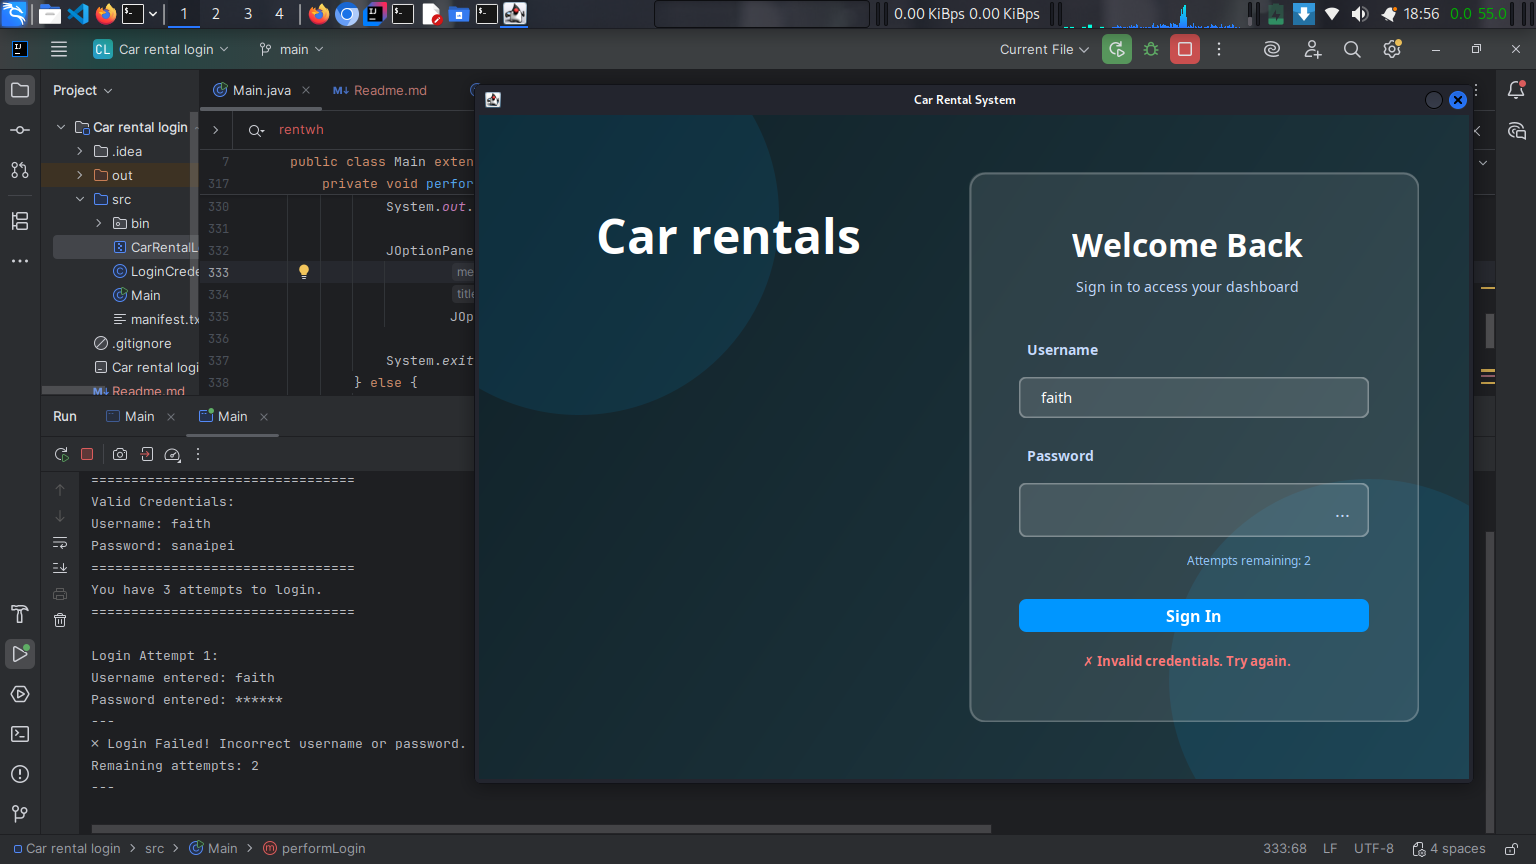 1 2 3 4
0.00 KiBps 0.00 KiBps
18:56 0.0 55.0
CL Car rental login
main
Current File
Project
Main.java
Readme.md
Car rental login
.idea
out
src
bin
CarRentalL
LoginCrede
Main
manifest.tx
.gitignore
Car rental logi
Readme.md
rentwh
7 public class Main exten
317 private void perfor
330 System.out.
331
332 JOptionPane
333 me
334 title
335 JOp
336
337 System.exit
338 } else {
Run
Main
Main
=================================
Valid Credentials:
Username: faith
Password: sanaipei
=================================
You have 3 attempts to login.
=================================
Login Attempt 1:
Username entered: faith
Password entered: ******
---
✕ Login Failed! Incorrect username or password.
Remaining attempts: 2
---
Car Rental System
Car rentals
Welcome Back
Sign in to access your dashboard
Username
faith
Password
...
Attempts remaining: 2
Sign In
✗ Invalid credentials. Try again.
Car rental login > src > Main > performLogin
333:68 LF UTF-8 4 spaces